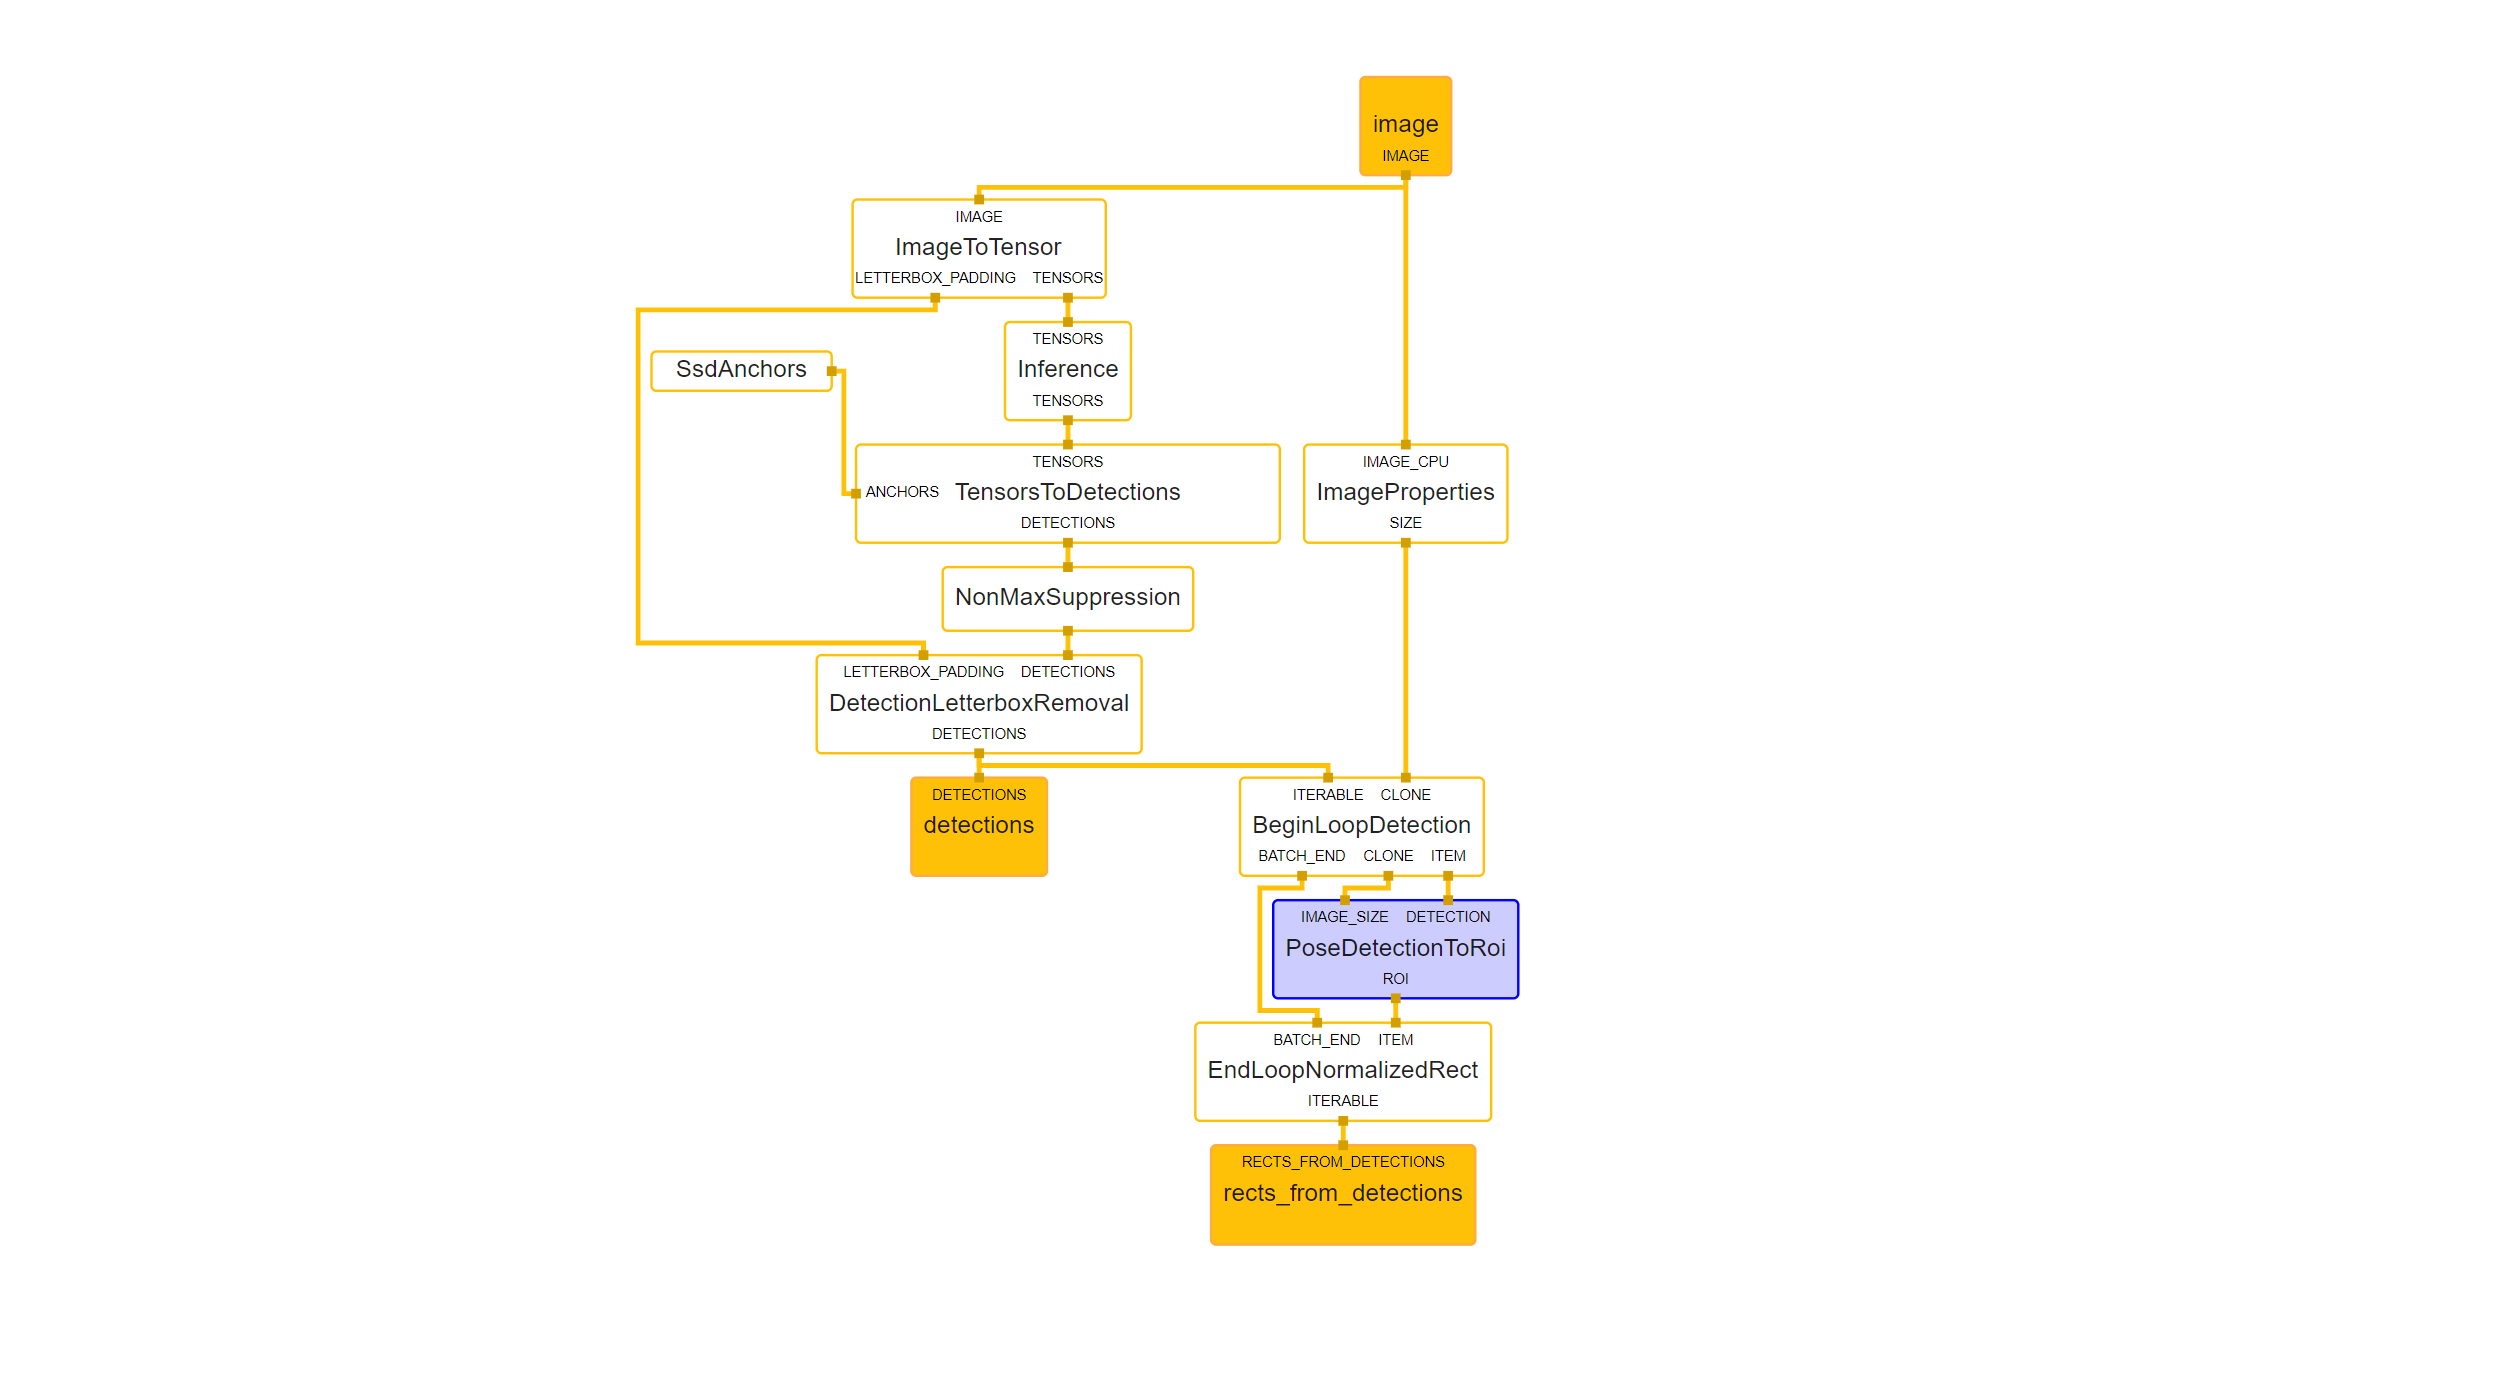 image
IMAGE
IMAGE
ImageToTensor
LETTERBOX_PADDING TENSORS
TENSORS
SsdAnchors Inference
TENSORS
TENSORS IMAGE_CPU
ANCHORS TensorsToDetections ImageProperties
DETECTIONS SIZE
NonMaxSuppression
LETTERBOX_PADDING DETECTIONS
DetectionLetterboxRemoval
DETECTIONS
DETECTIONS ITERABLE CLONE
detections BeginLoopDetection
BATCH_END CLONE ITEM
IMAGE_SIZE DETECTION
PoseDetectionToRoi
ROI
BATCH_END ITEM
EndLoopNormalizedRect
ITERABLE
RECTS_FROM_DETECTIONS
rects_from_detections